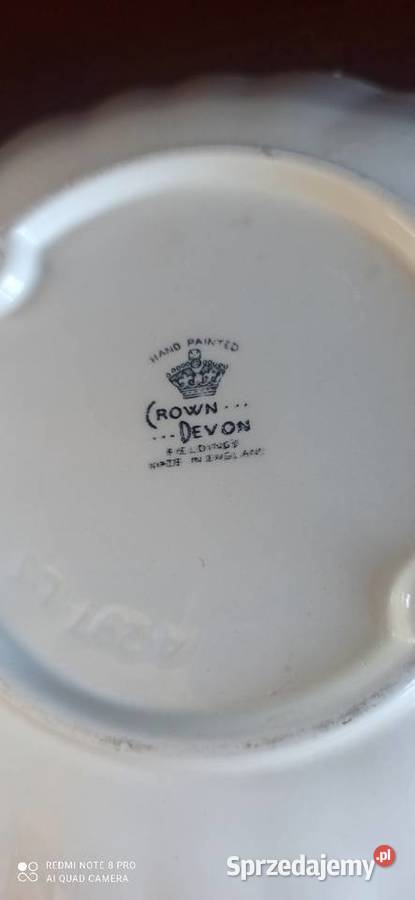 HAND PAINTED
CROWN ...
... DEVON
FIELDINGS
MADE IN ENGLAND
REDMI NOTE 8 PRO
AI QUAD CAMERA
Sprzedajemy.pl